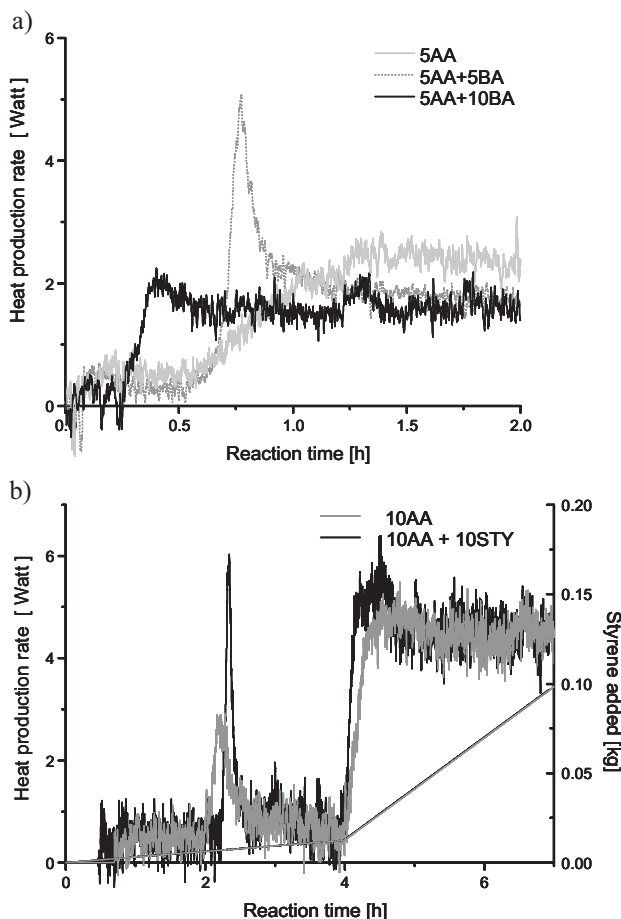 a)
6
4
2
0
Heat production rate [ Watt ]
5AA
5AA+5BA
5AA+10BA
0.
0.5
1.0
1.5
2.0
Reaction time [h]
b)
6
4
2
0
Heat production rate [ Watt ]
10AA
10AA + 10STY
0.20
0.15
0.10
0.05
0.00
Styrene added [kg]
0
2
4
6
Reaction time [h]